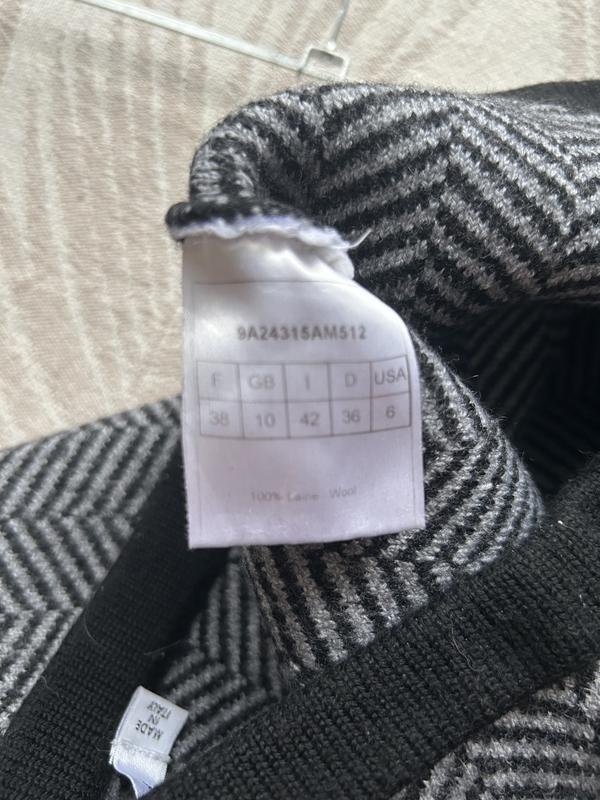 9A24315AM512
F GB I D USA
38 10 42 36 6
100% Laine Wool
MADE
IN
ITALY